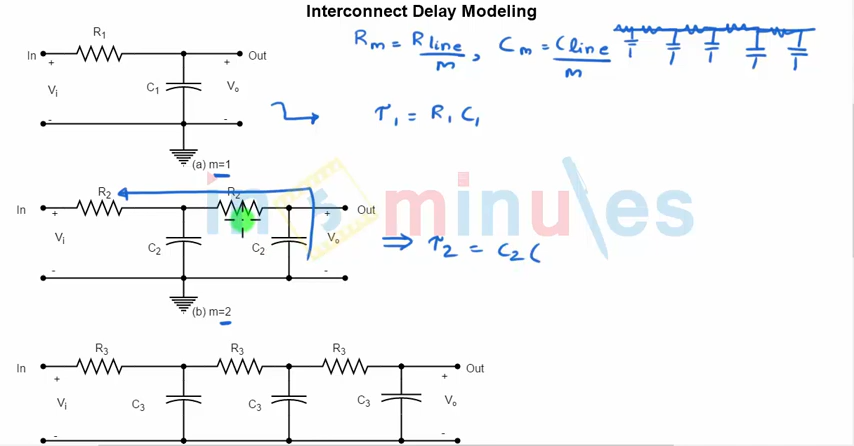 Interconnect Delay Modeling
R1
In
+
+
Out
Vi
C1
Vo
-
-
(a) m=1
Rm = Rline/m , Cm = Cline/m
τ1 = R1 C1
in 5 minutes
R2
R2
In
+
+
Out
Vi
C2
C2
Vo
-
-
(b) m=2
⇒ τ2 = C2 (
R3
R3
R3
In
+
+
Out
Vi
C3
C3
C3
Vo
-
-